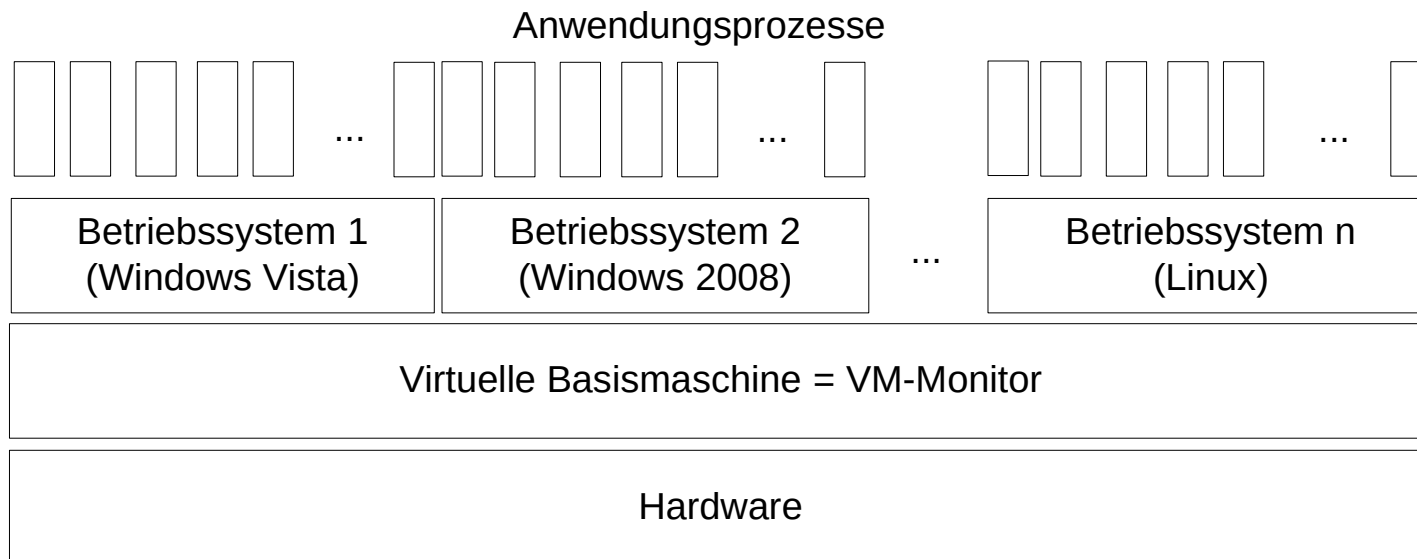 Anwendungsprozesse
... ... ...
Betriebssystem 1
(Windows Vista)
Betriebssystem 2
(Windows 2008)
...
Betriebssystem n
(Linux)
Virtuelle Basismaschine = VM-Monitor
Hardware